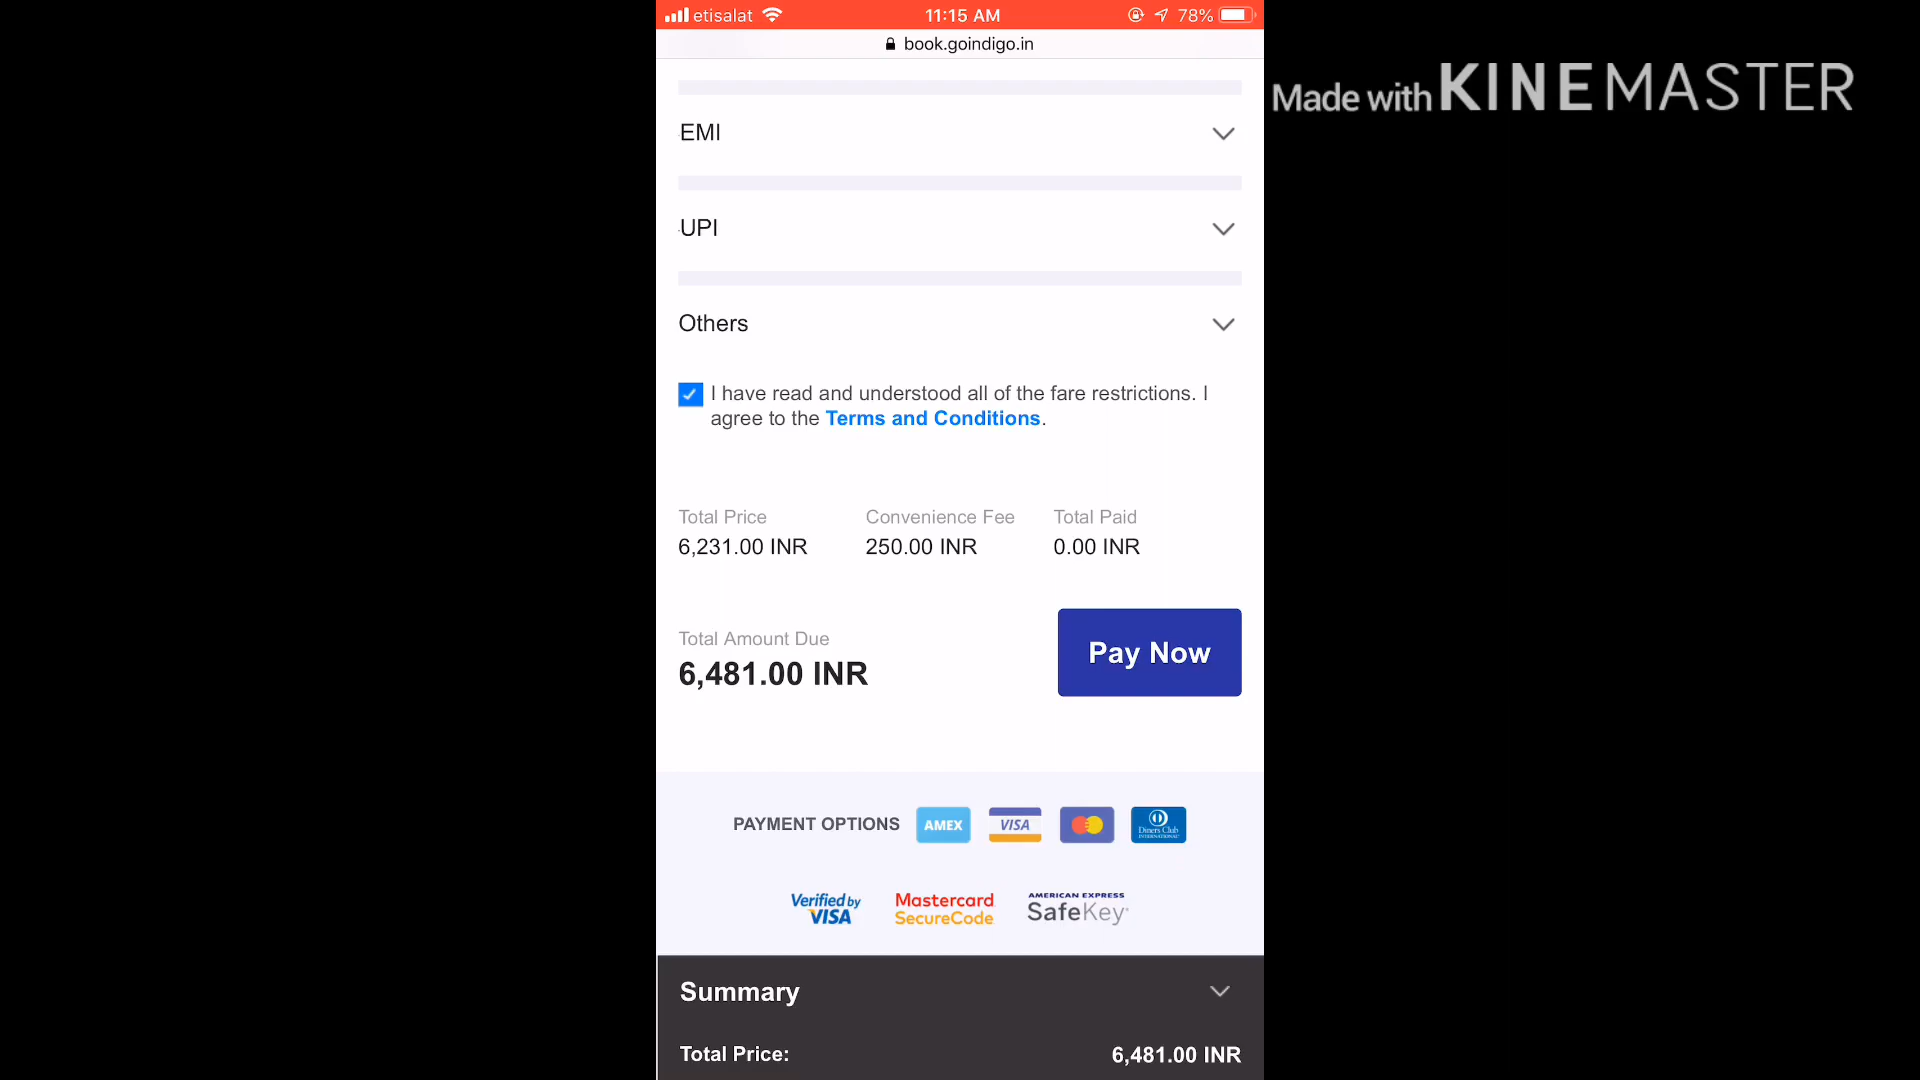 etisalat 11:15 AM 78%
book.goindigo.in
Made with KINEMASTER
EMI
UPI
Others
I have read and understood all of the fare restrictions. I
agree to the Terms and Conditions.
Total Price Convenience Fee Total Paid
6,231.00 INR 250.00 INR 0.00 INR
Total Amount Due
6,481.00 INR
Pay Now
PAYMENT OPTIONS AMEX VISA Diners Club INTERNATIONAL
Verified by VISA
Mastercard SecureCode
AMERICAN EXPRESS SafeKey
Summary
Total Price: 6,481.00 INR